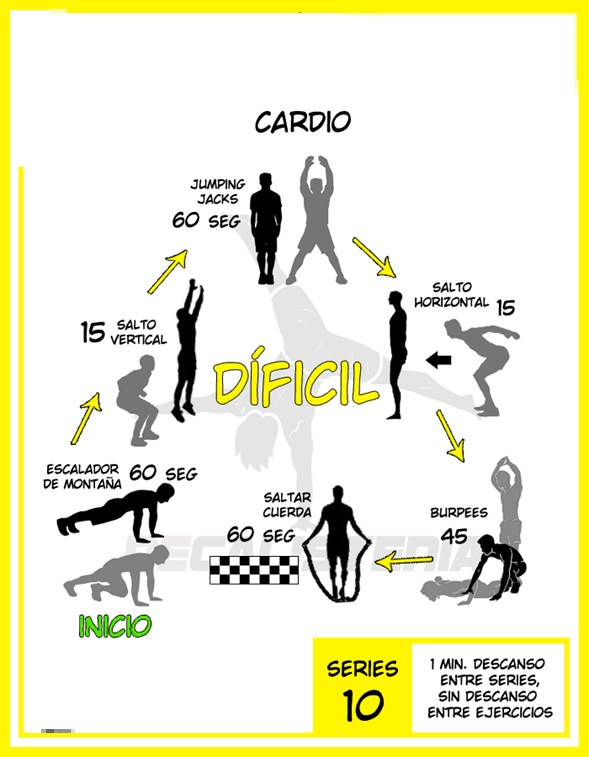 CARDIO
JUMPING
JACKS
60 SEG
SALTO
HORIZONTAL 15
15 SALTO
VERTICAL
DÍFICIL
ESCALADOR
DE MONTAÑA 60 SEG
SALTAR
CUERDA
60 SEG
BURPEES
45
INICIO
SERIES
10
1 MIN. DESCANSO
ENTRE SERIES,
SIN DESCANSO
ENTRE EJERCICIOS